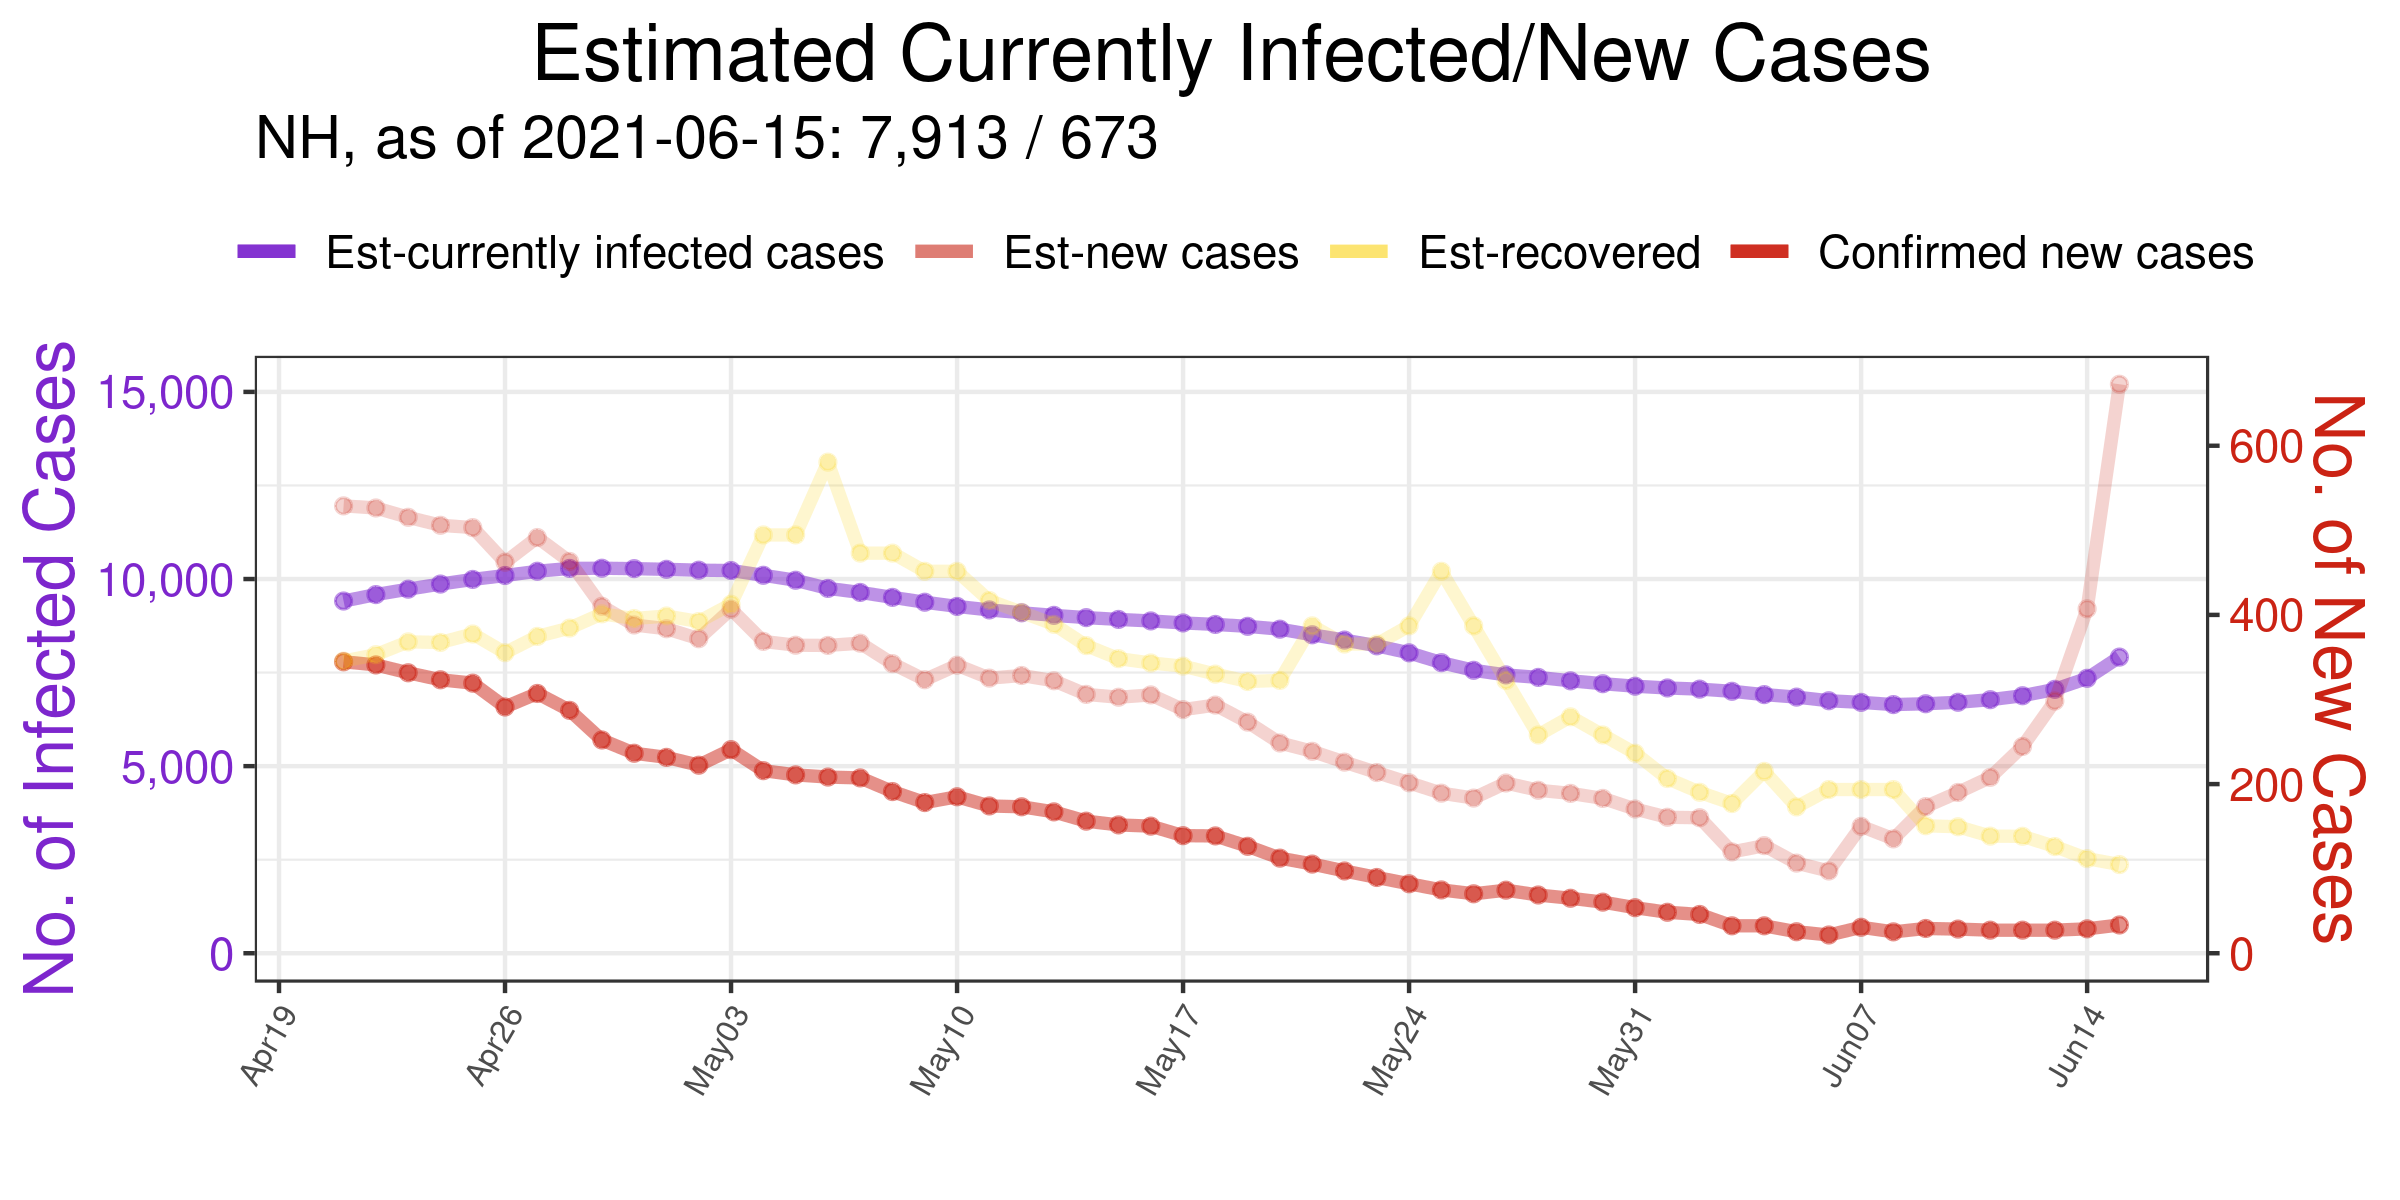 Estimated Currently Infected/New Cases
NH, as of 2021-06-15: 7,913 / 673
Est-currently infected cases Est-new cases Est-recovered Confirmed new cases
No. of Infected Cases
15,000
10,000
5,000
0
600
400
200
0
No. of New Cases
Apr19 Apr26 May03 May10 May17 May24 May31 Jun07 Jun14